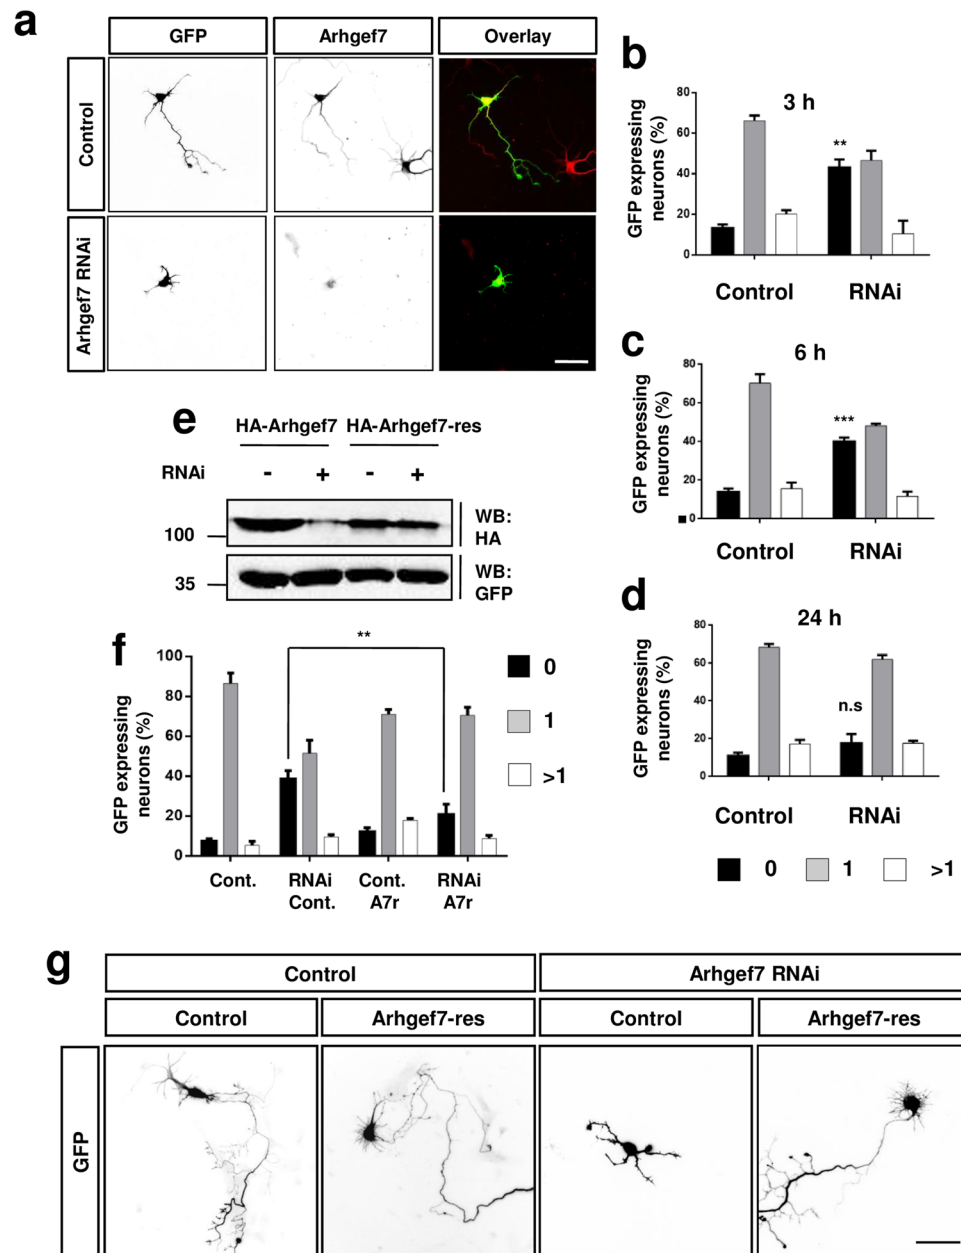 a
GFP
Arhgef7
Overlay
Control
Arhgef7 RNAi
b
3 h
GFP expressing
neurons (%)
80
60
40
20
0
**
Control
RNAi
c
6 h
GFP expressing
neurons (%)
80
60
40
20
0
***
Control
RNAi
d
24 h
GFP expressing
neurons (%)
80
60
40
20
0
n.s
Control
RNAi
0
1
>1
e
HA-Arhgef7
HA-Arhgef7-res
RNAi
-
+
-
+
100
WB:
HA
35
WB:
GFP
f
GFP expressing
neurons (%)
100
80
60
40
20
0
**
0
1
>1
Cont.
RNAi
Cont.
Cont.
A7r
RNAi
A7r
g
Control
Arhgef7 RNAi
Control
Arhgef7-res
Control
Arhgef7-res
GFP